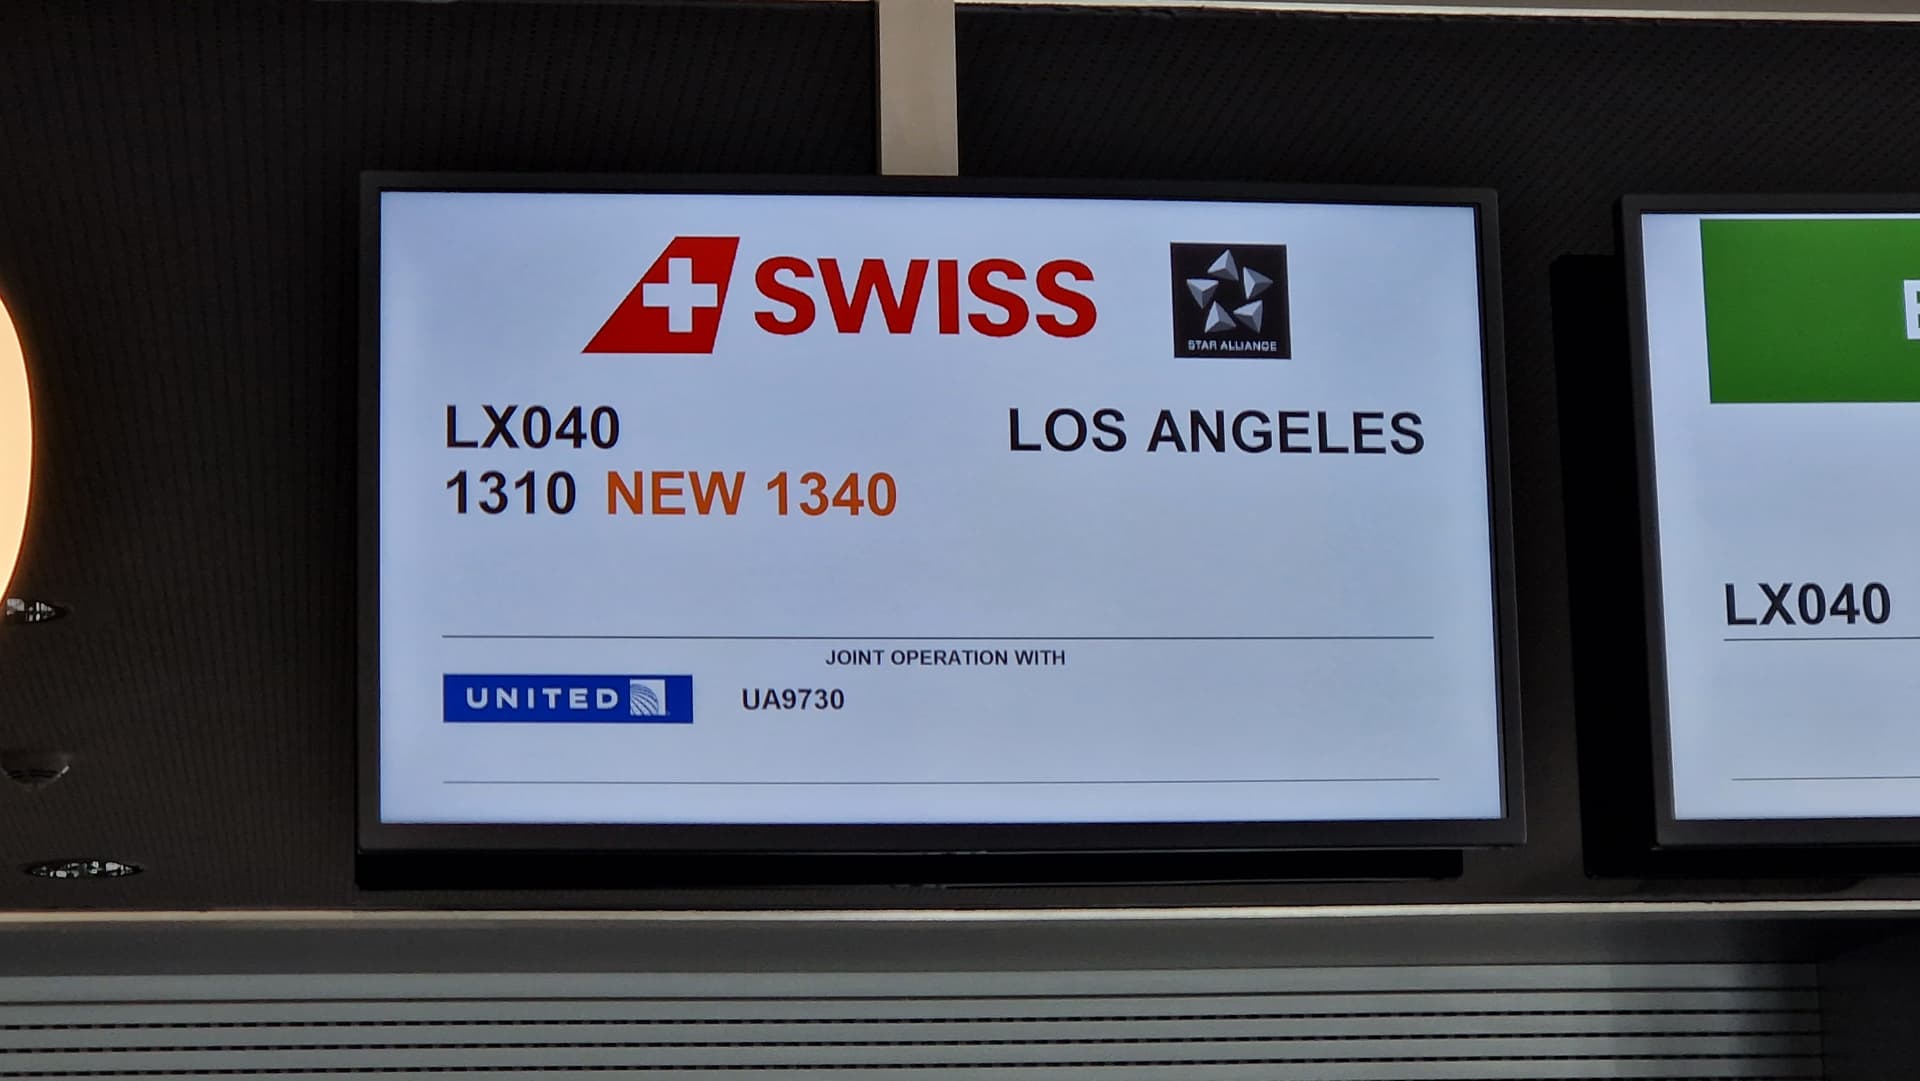 SWISS
STAR ALLIANCE
LX040 LOS ANGELES
1310 NEW 1340
JOINT OPERATION WITH
UNITED UA9730
LX040